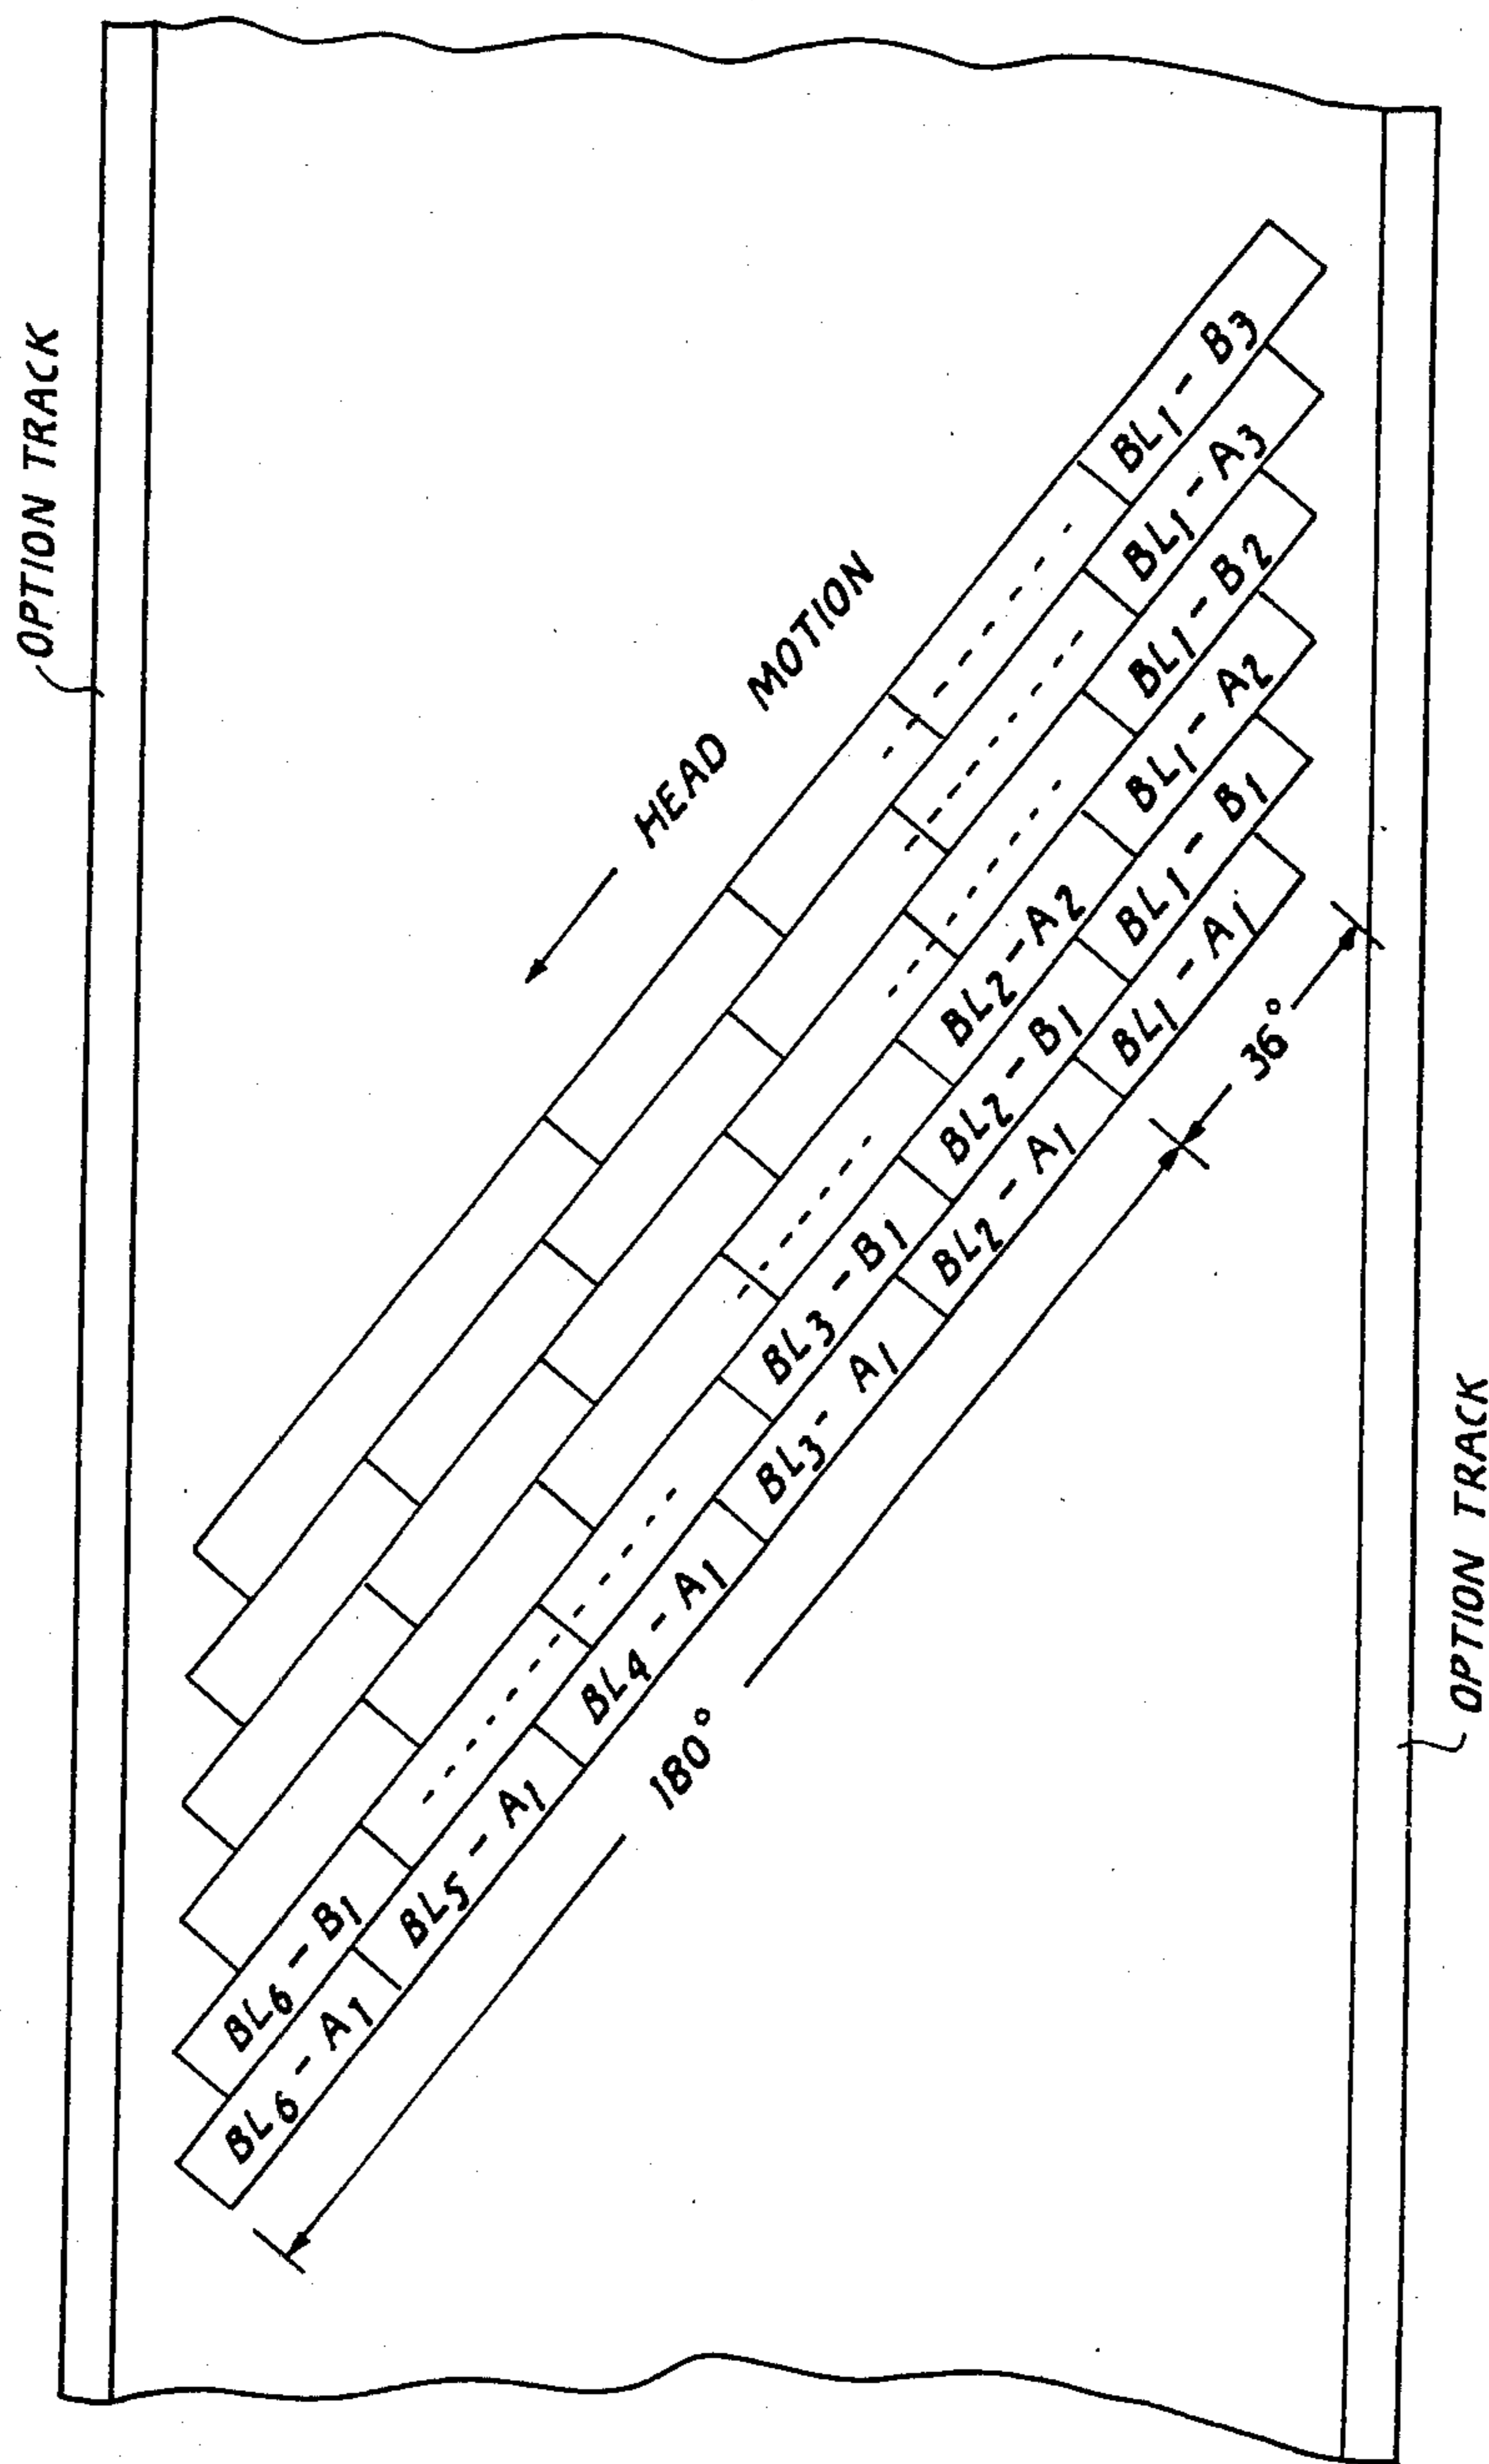 OPTION TRACK
HEAD MOTION
BL1 - B3
BL1 - A3
BL1 - B2
BL1 - A2
BL2 - A2
BL1 - B1
BL2 - B1
BL3 - B1
BL6 - B1
BL1 - A1
BL2 - A1
BL3 - A1
BL4 - A1
BL5 - A1
BL6 - A1
36°
180°
OPTION TRACK